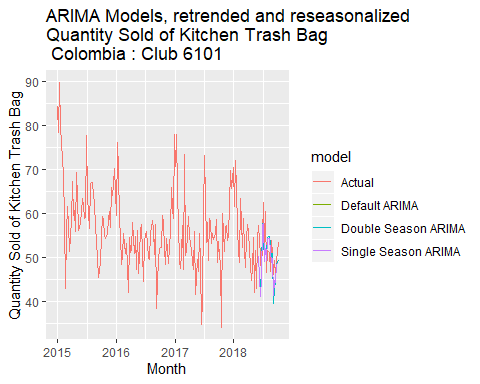 ARIMA Models, retrended and reseasonalized
Quantity Sold of Kitchen Trash Bag
Colombia : Club 6101
Quantity Sold of Kitchen Trash Bag
90
80
70
60
50
40
2015
2016
2017
2018
Month
model
Actual
Default ARIMA
Double Season ARIMA
Single Season ARIMA